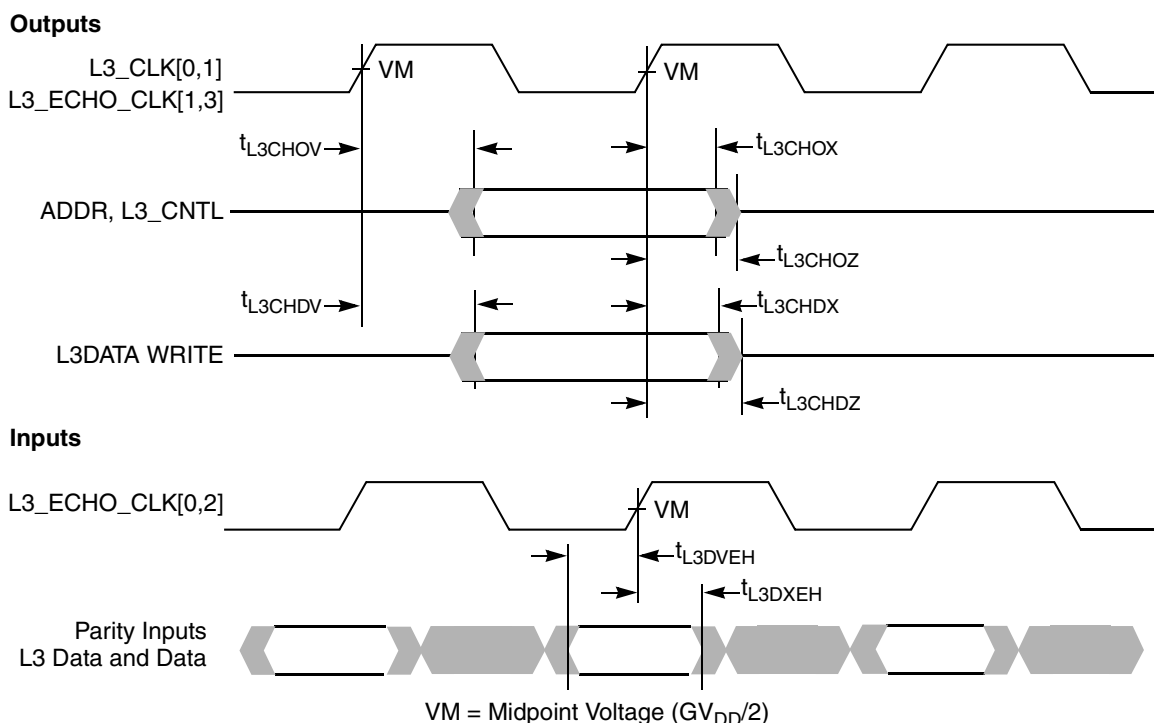 Outputs
L3_CLK[0,1]
VM
VM
L3_ECHO_CLK[1,3]
tL3CHOV
tL3CHOX
ADDR, L3_CNTL
tL3CHOZ
tL3CHDV
tL3CHDX
L3DATA WRITE
tL3CHDZ
Inputs
L3_ECHO_CLK[0,2]
VM
tL3DVEH
tL3DXEH
Parity Inputs
L3 Data and Data
VM = Midpoint Voltage (GVDD/2)